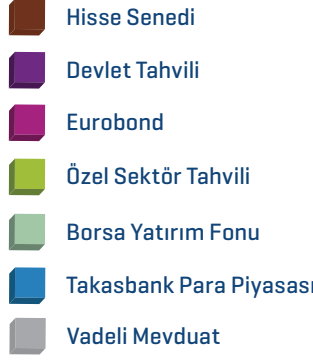 Hisse Senedi
Devlet Tahvili
Eurobond
Özel Sektör Tahvili
Borsa Yatırım Fonu
Takasbank Para Piyasası
Vadeli Mevduat